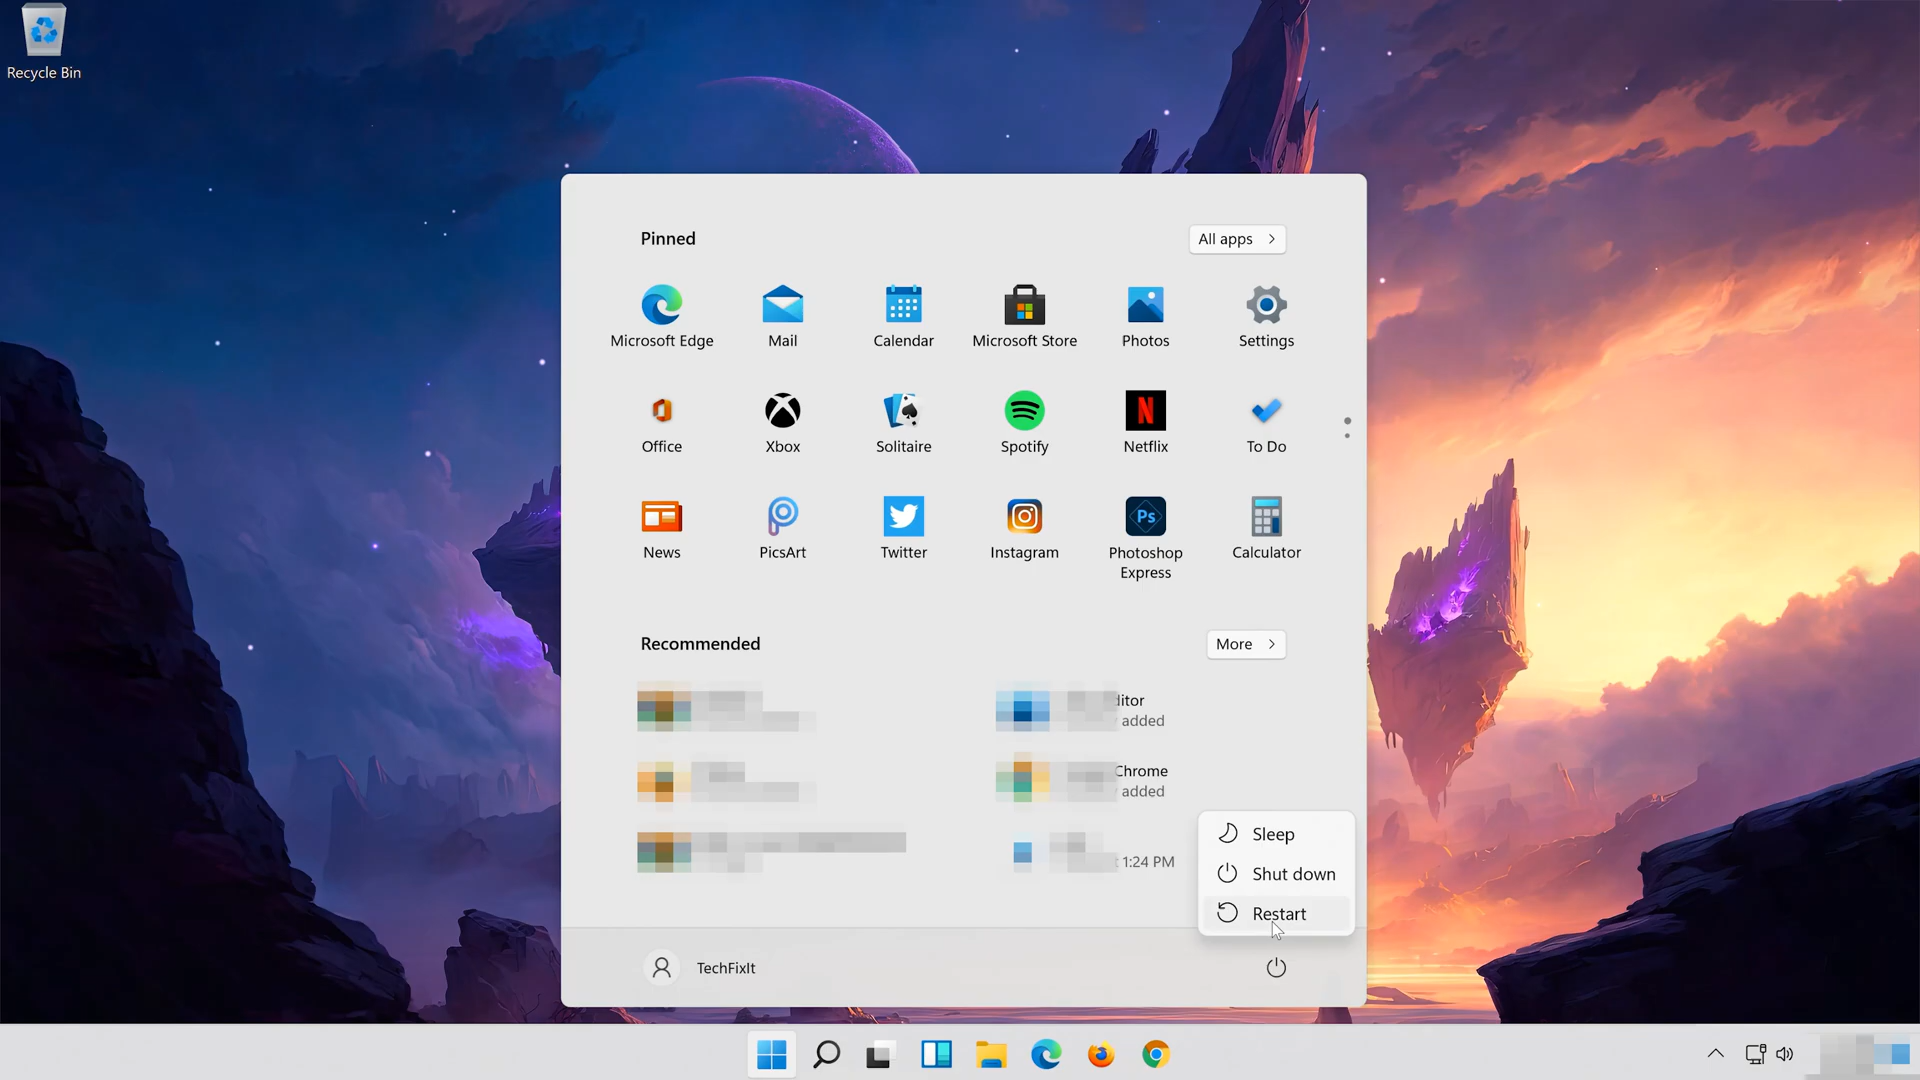 Recycle Bin
Pinned
All apps
Microsoft Edge
Mail
Calendar
Microsoft Store
Photos
Settings
Office
Xbox
Solitaire
Spotify
Netflix
To Do
News
PicsArt
Twitter
Instagram
Photoshop
Express
Ps
Calculator
Recommended
More
ditor
added
Chrome
added
1:24 PM
Sleep
Shut down
Restart
TechFixIt